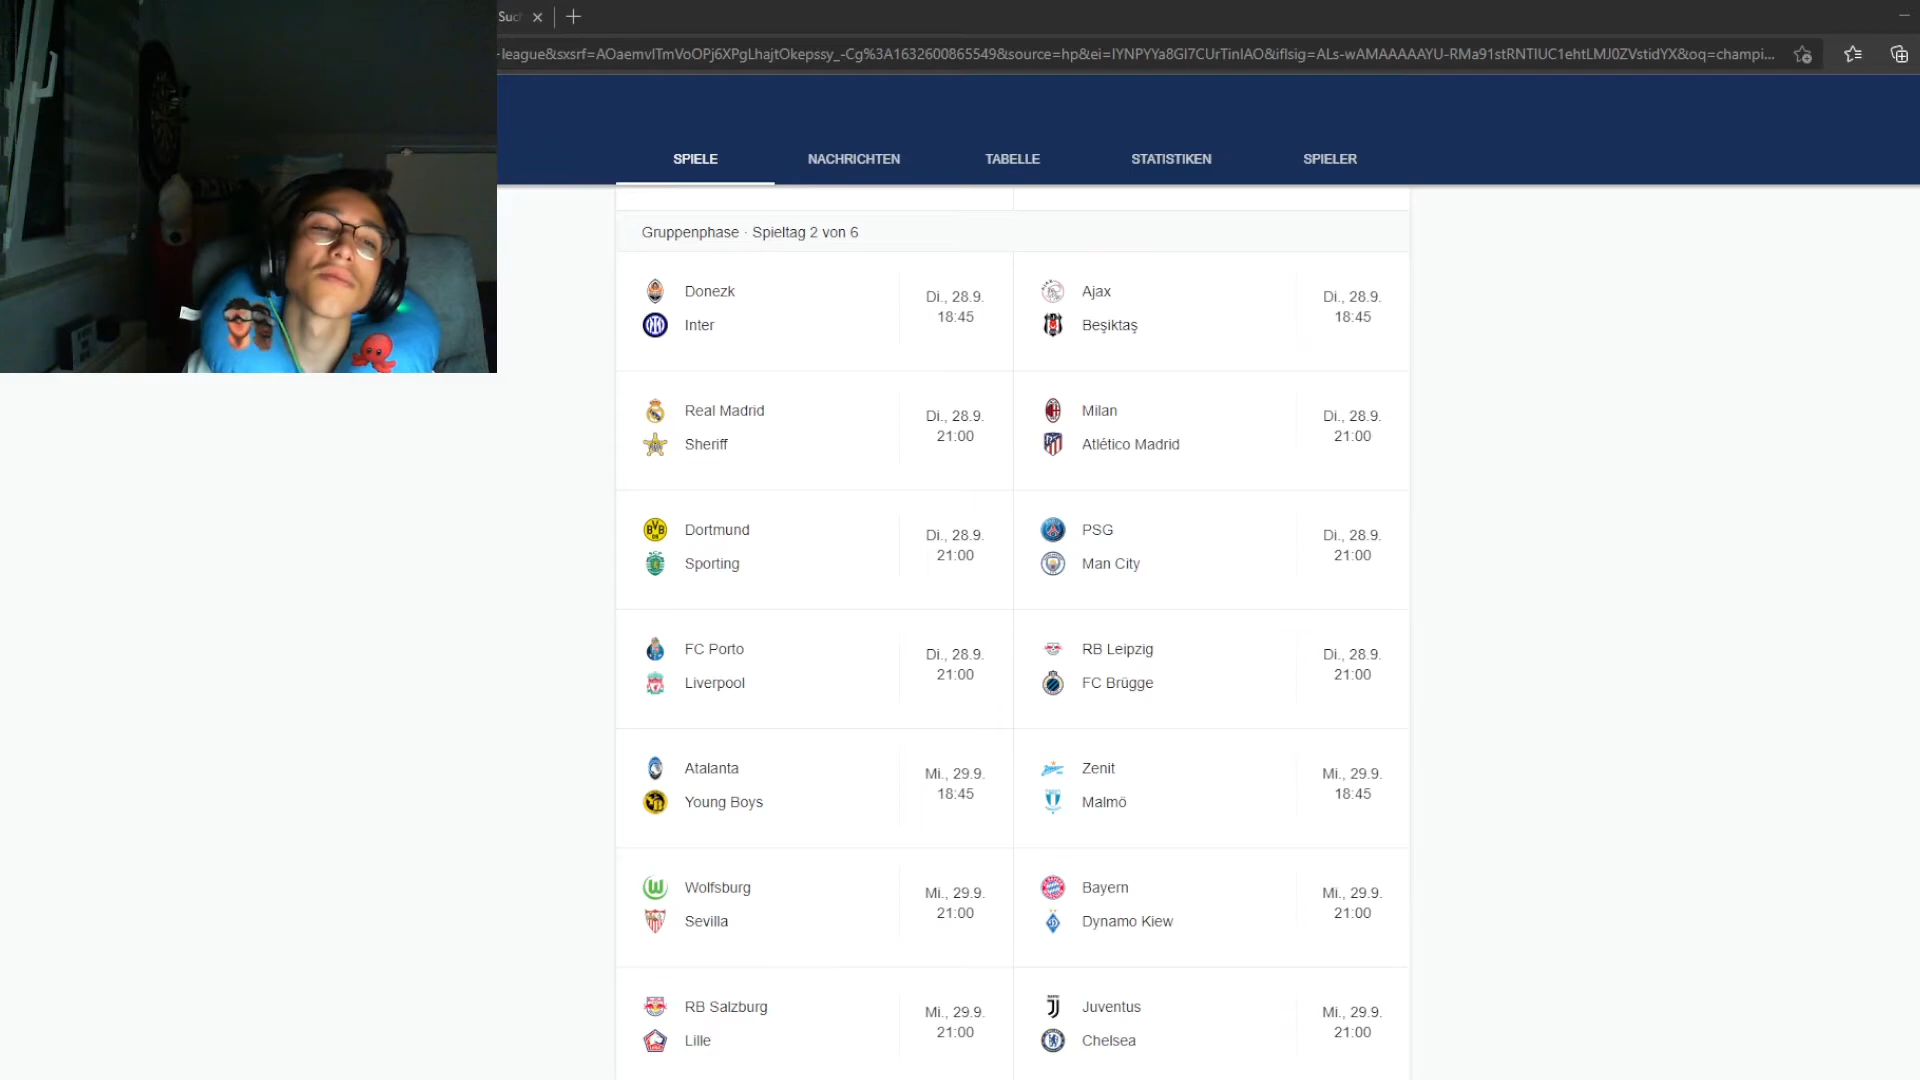 Suc
-league&sxsrf=AOaemvITmVoOPj6XPgLhajtOkepssy_-Cg%3A1632600865549&source=hp&ei=IYNPYYa8GI7CUrTinIAO&iflsig=ALs-wAMAAAAAYU-RMa91stRNTIUC1ehtLMJ0ZVstidYX&oq=champi...
SPIELE NACHRICHTEN TABELLE STATISTIKEN SPIELER
Gruppenphase · Spieltag 2 von 6
Donezk
Inter
Di., 28.9.
18:45
Ajax
Beşiktaş
Di., 28.9.
18:45
Real Madrid
Sheriff
Di., 28.9.
21:00
Milan
Atlético Madrid
Di., 28.9.
21:00
Dortmund
Sporting
Di., 28.9.
21:00
PSG
Man City
Di., 28.9.
21:00
FC Porto
Liverpool
Di., 28.9.
21:00
RB Leipzig
FC Brügge
Di., 28.9.
21:00
Atalanta
Young Boys
Mi., 29.9.
18:45
Zenit
Malmö
Mi., 29.9.
18:45
Wolfsburg
Sevilla
Mi., 29.9.
21:00
Bayern
Dynamo Kiew
Mi., 29.9.
21:00
RB Salzburg
Lille
Mi., 29.9.
21:00
Juventus
Chelsea
Mi., 29.9.
21:00